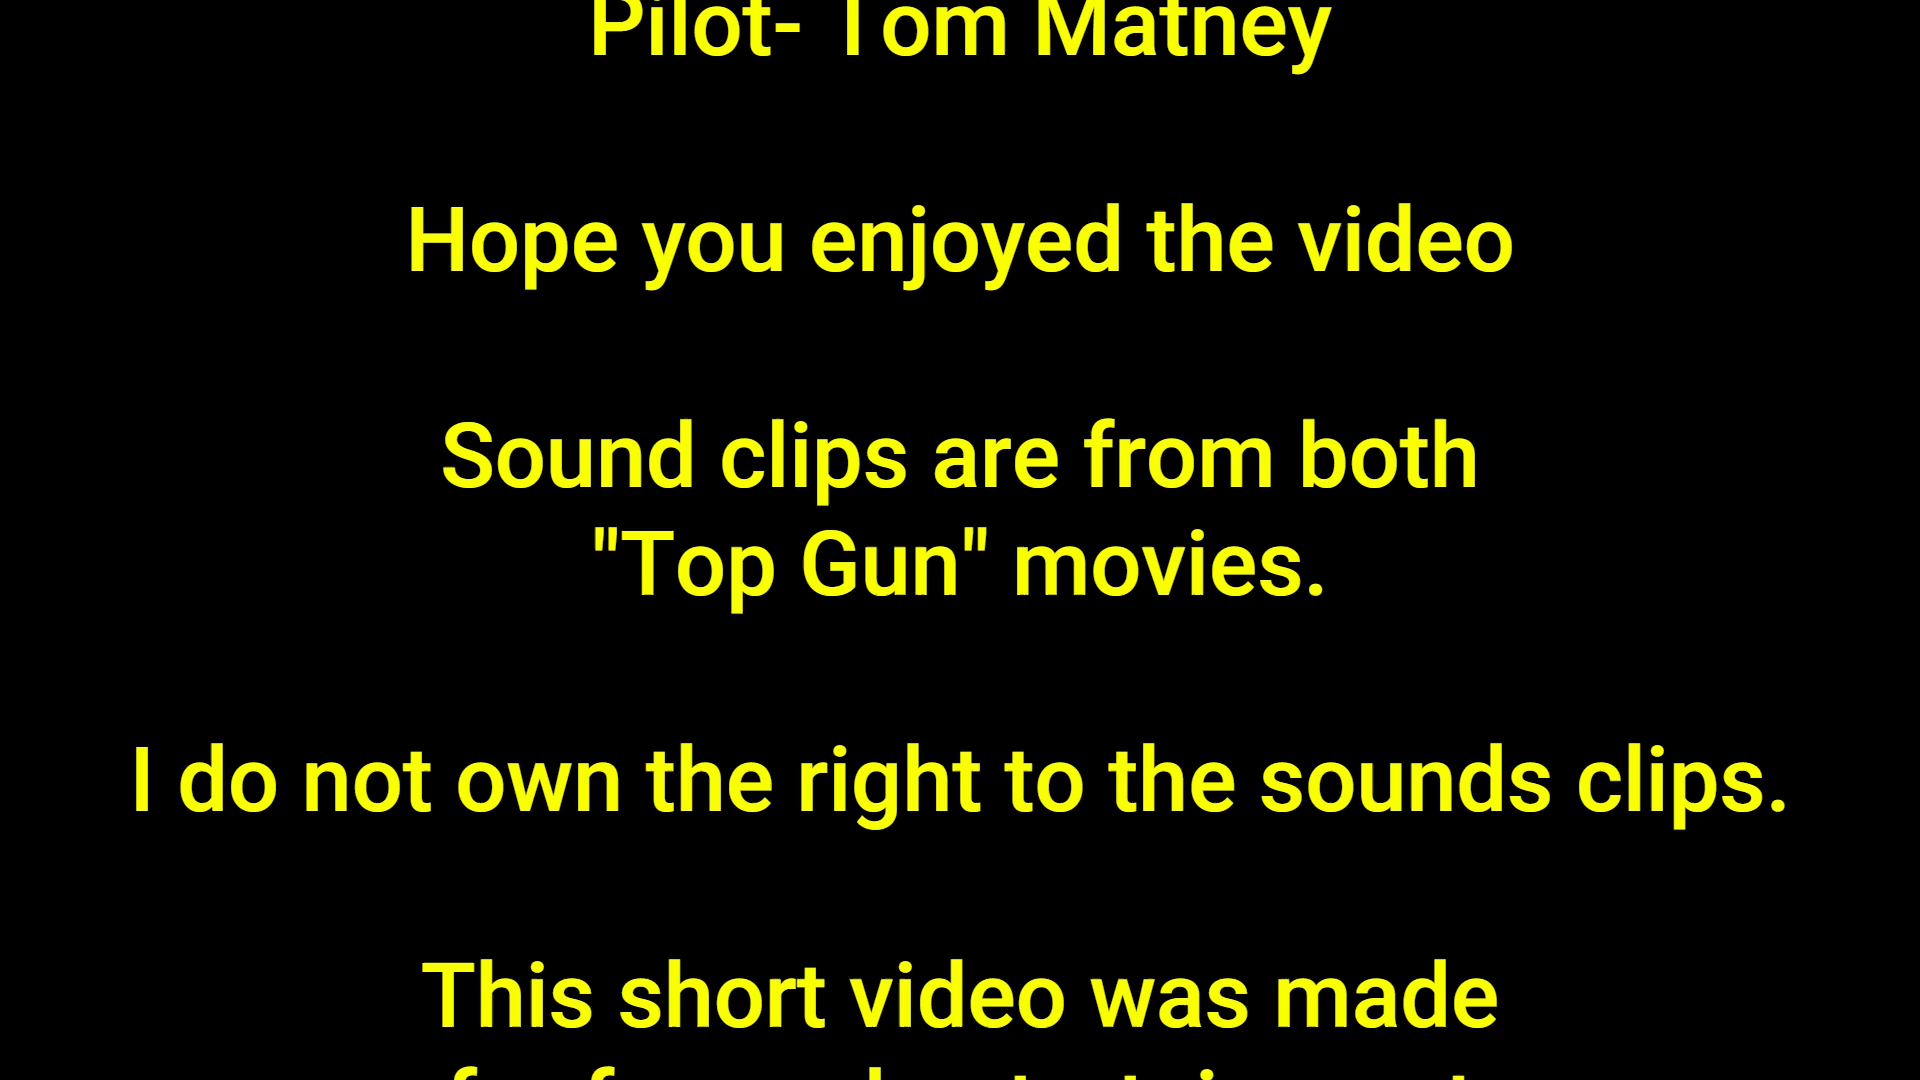 Pilot- Tom Matney
Hope you enjoyed the video
Sound clips are from both
"Top Gun" movies.
I do not own the right to the sounds clips.
This short video was made